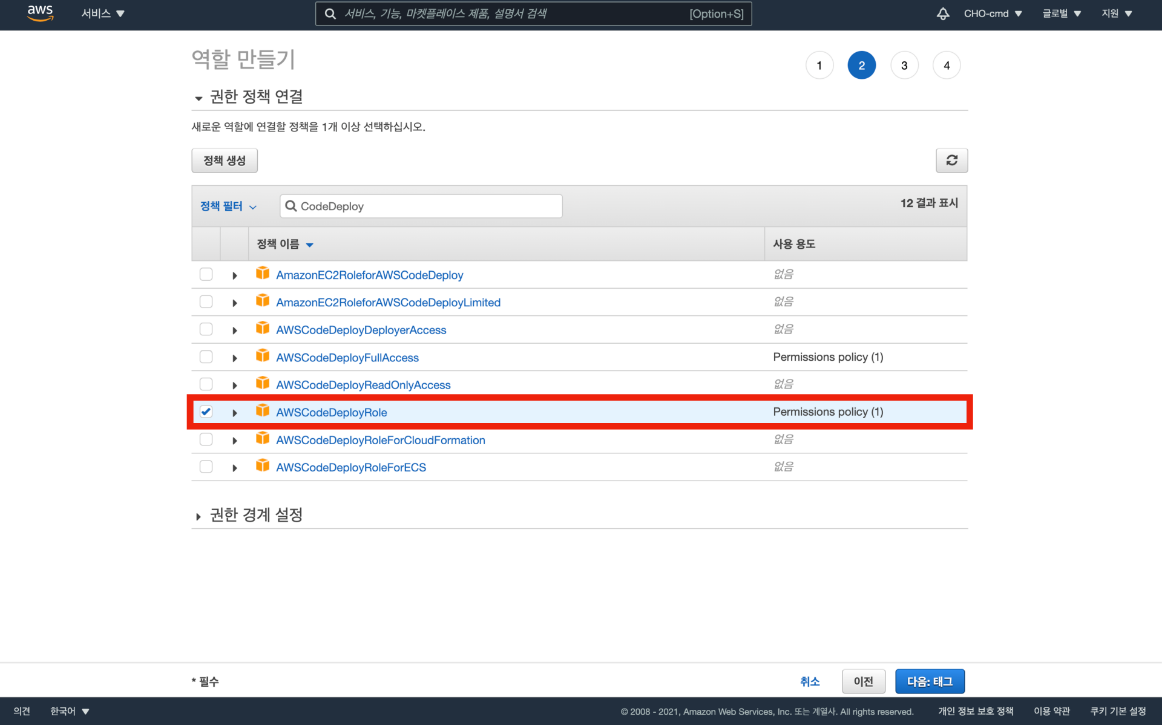 aws 서비스 서비스, 기능, 마켓플레이스 제품, 설명서 검색 [Option+S] CHO-cmd 글로벌 지원
역할 만들기
1 2 3 4
권한 정책 연결
새로운 역할에 연결할 정책을 1개 이상 선택하십시오.
정책 생성
정책 필터 CodeDeploy 12 결과 표시
정책 이름 사용 용도
AmazonEC2RoleforAWSCodeDeploy 없음
AmazonEC2RoleforAWSCodeDeployLimited 없음
AWSCodeDeployDeployerAccess 없음
AWSCodeDeployFullAccess Permissions policy (1)
AWSCodeDeployReadOnlyAccess 없음
AWSCodeDeployRole Permissions policy (1)
AWSCodeDeployRoleForCloudFormation 없음
AWSCodeDeployRoleForECS 없음
권한 경계 설정
* 필수 취소 이전 다음: 태그
의견 한국어 © 2008 - 2021, Amazon Web Services, Inc. 또는 계열사. All rights reserved. 개인 정보 보호 정책 이용 약관 쿠키 기본 설정